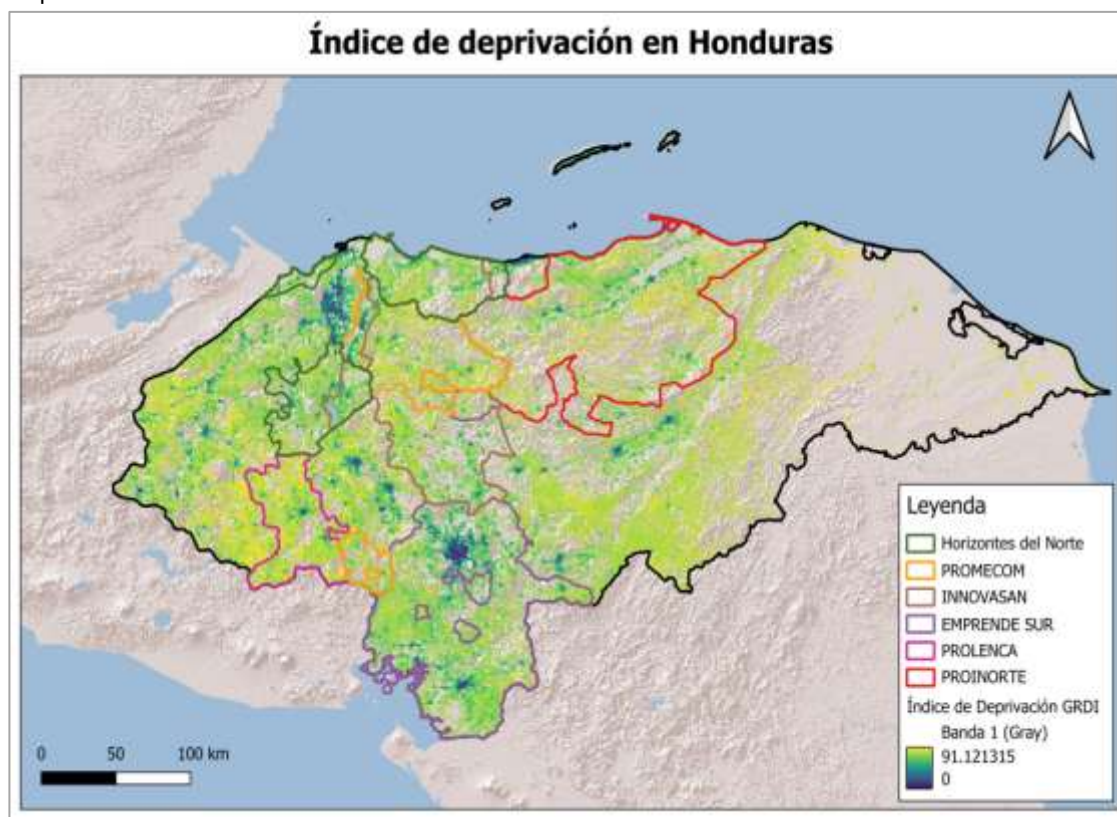 Índice de deprivación en Honduras
Leyenda
Horizontes del Norte
PROMECOM
INNOVASAN
EMPRENDE SUR
PROLENCA
PROINORTE
Índice de Deprivación GRDI
Banda 1 (Gray)
91.121315
0
0 50 100 km